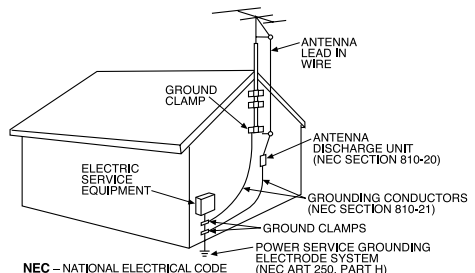 ANTENNA
LEAD IN
WIRE
GROUND
CLAMP
ANTENNA
DISCHARGE UNIT
(NEC SECTION 810-20)
ELECTRIC
SERVICE
EQUIPMENT
GROUNDING CONDUCTORS
(NEC SECTION 810-21)
GROUND CLAMPS
POWER SERVICE GROUNDING
ELECTRODE SYSTEM
(NEC ART 250, PART H)
NEC – NATIONAL ELECTRICAL CODE